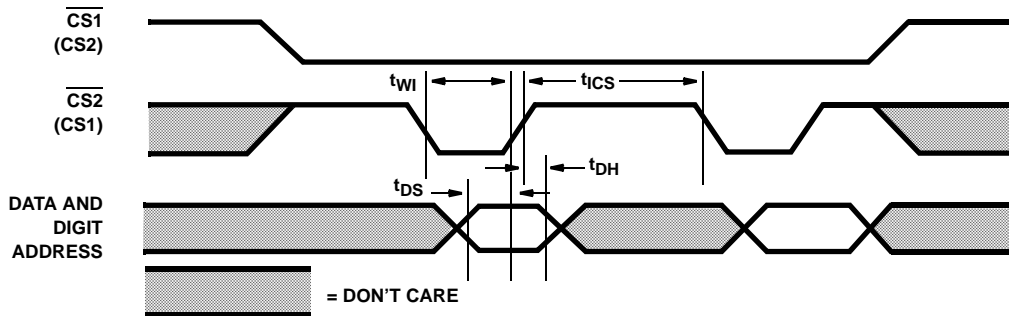 CS1
(CS2)
tWI
tICS
CS2
(CS1)
tDH
tDS
DATA AND
DIGIT
ADDRESS
= DON'T CARE